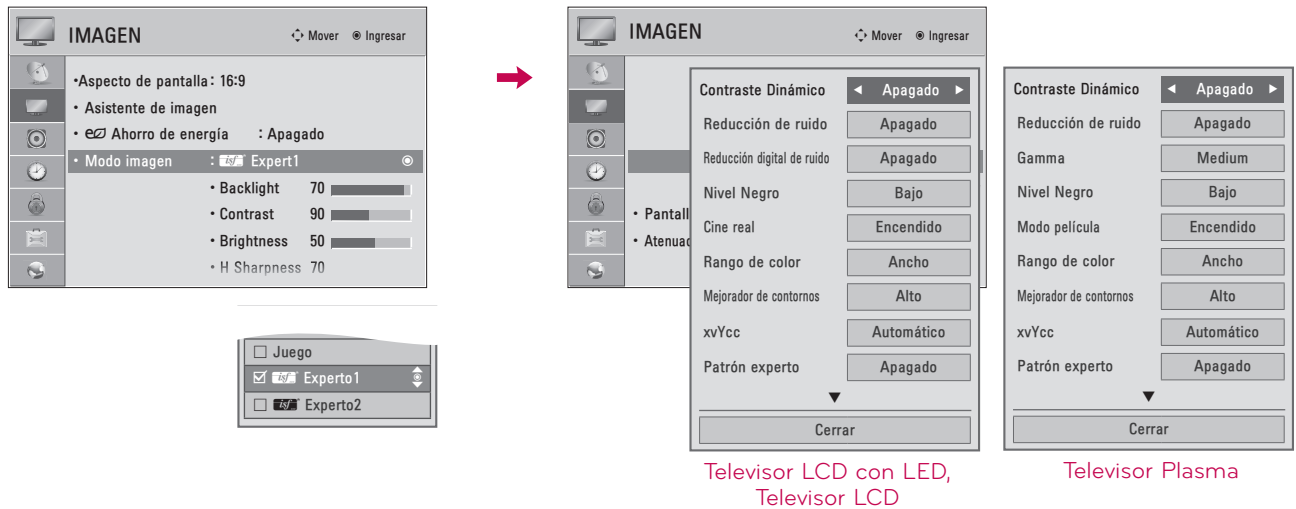 IMAGEN
Mover Ingresar
•Aspecto de pantalla: 16:9
• Asistente de imagen
• Ahorro de energía : Apagado
• Modo imagen : isf Expert1
• Backlight 70
• Contrast 90
• Brightness 50
• H Sharpness 70
Juego
isf Experto1
isf Experto2
IMAGEN
Mover Ingresar
• Pantall
• Atenuad
Contraste Dinámico ◄ Apagado ►
Reducción de ruido Apagado
Reducción digital de ruido Apagado
Nivel Negro Bajo
Cine real Encendido
Rango de color Ancho
Mejorador de contornos Alto
xvYcc Automático
Patrón experto Apagado
▼
Cerrar
Televisor LCD con LED,
Televisor LCD
Contraste Dinámico ◄ Apagado ►
Reducción de ruido Apagado
Gamma Medium
Nivel Negro Bajo
Modo película Encendido
Rango de color Ancho
Mejorador de contornos Alto
xvYcc Automático
Patrón experto Apagado
▼
Cerrar
Televisor Plasma